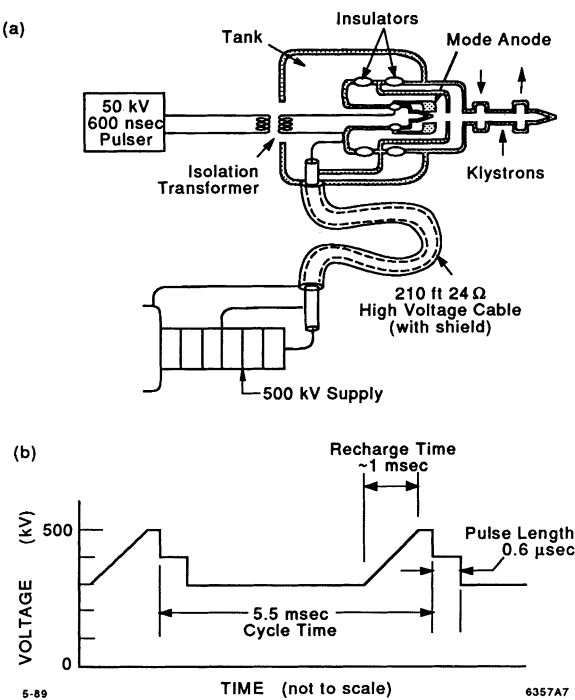 (a)
Insulators
Tank
Mode Anode
50 kV
600 nsec
Pulser
Isolation
Transformer
Klystrons
210 ft 24 Ω
High Voltage Cable
(with shield)
500 kV Supply
(b)
Recharge Time
~1 msec
VOLTAGE (kV)
500
Pulse Length
0.6 μsec
5.5 msec
Cycle Time
0
TIME (not to scale)
5-89
6357A7